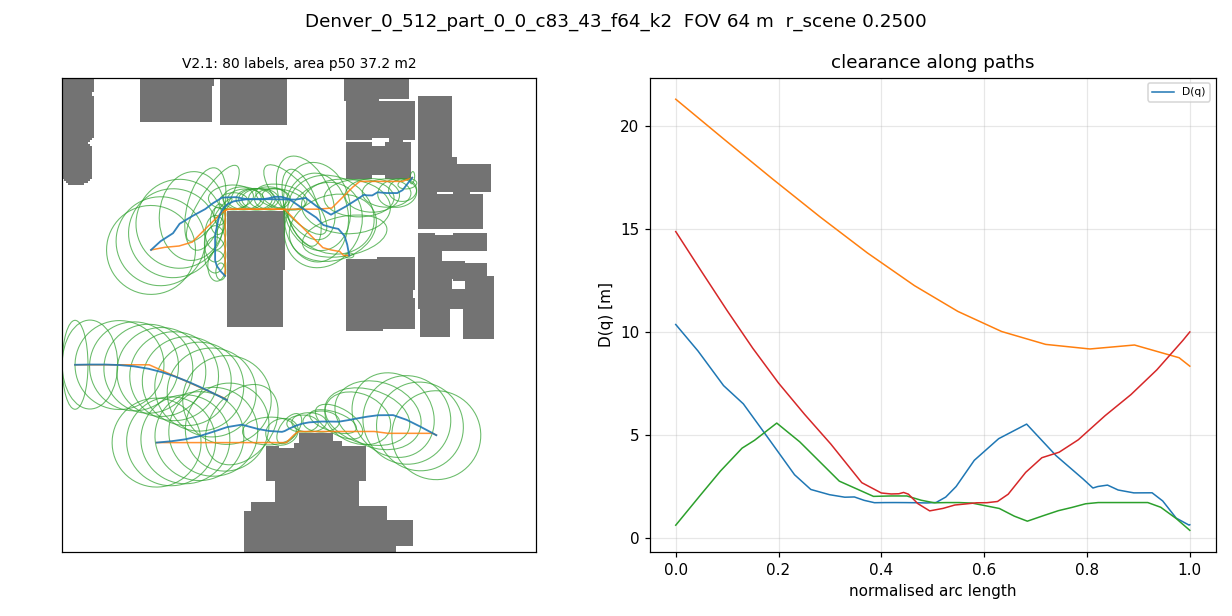 Denver_0_512_part_0_0_c83_43_f64_k2  FOV 64 m  r_scene 0.2500
V2.1: 80 labels, area p50 37.2 m2
clearance along paths
D(q)
20
15
10
5
0
D(q) [m]
0.0 0.2 0.4 0.6 0.8 1.0
normalised arc length